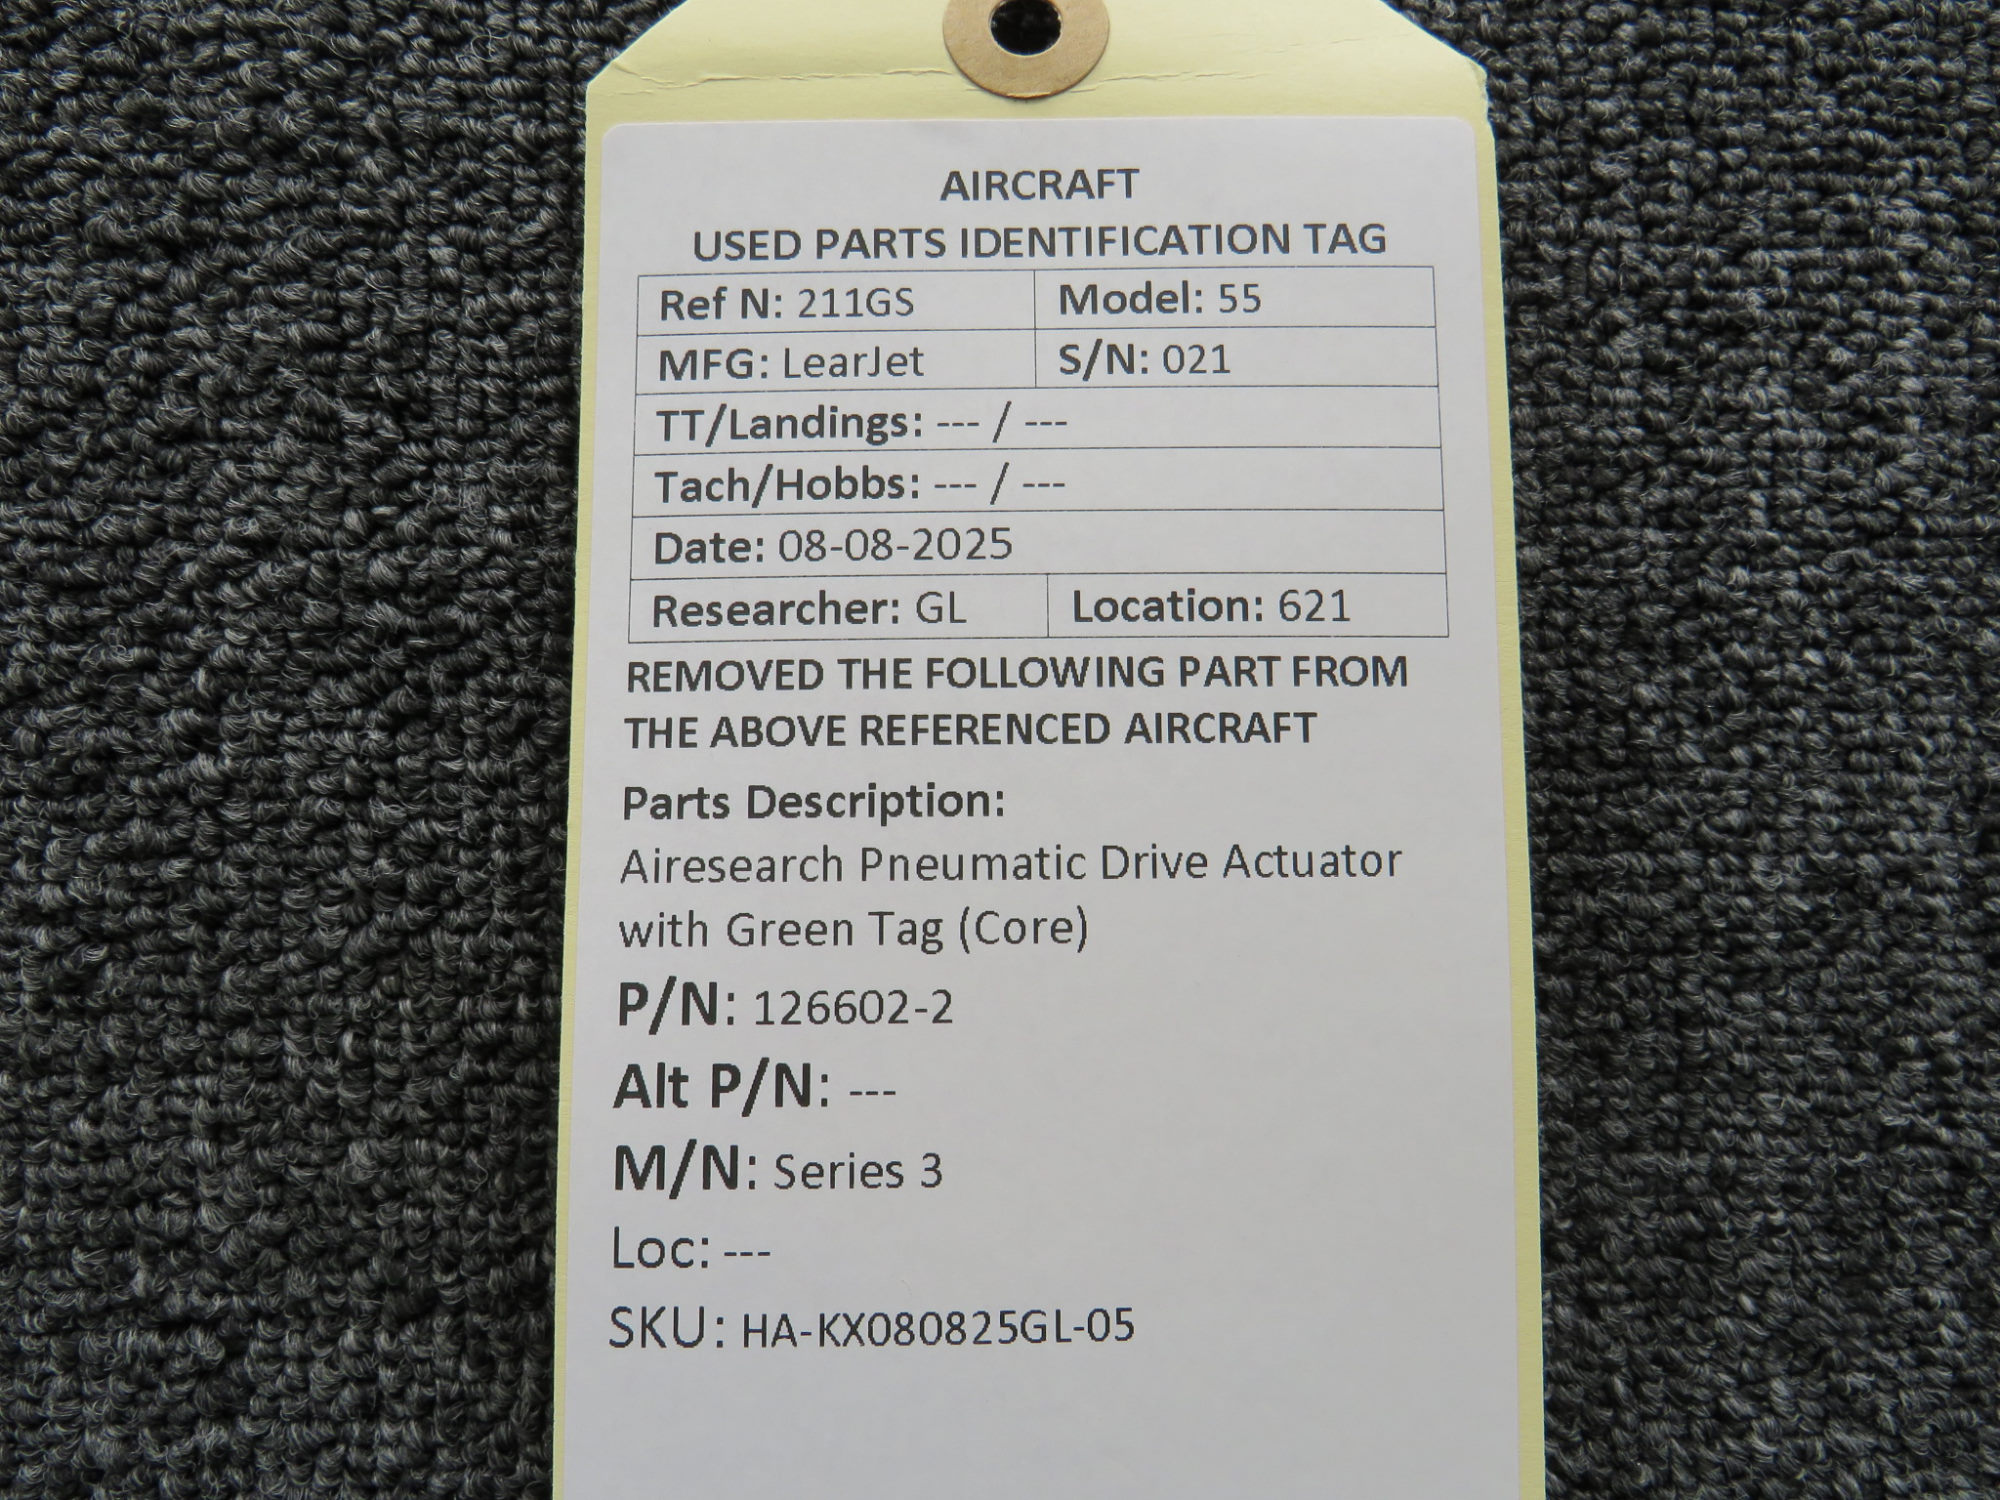 AIRCRAFT
USED PARTS IDENTIFICATION TAG
Ref N: 211GS Model: 55
MFG: LearJet S/N: 021
TT/Landings: --- / ---
Tach/Hobbs: --- / ---
Date: 08-08-2025
Researcher: GL Location: 621
REMOVED THE FOLLOWING PART FROM
THE ABOVE REFERENCED AIRCRAFT
Parts Description:
Airesearch Pneumatic Drive Actuator
with Green Tag (Core)
P/N: 126602-2
Alt P/N: ---
M/N: Series 3
Loc: ---
SKU: HA-KX080825GL-05